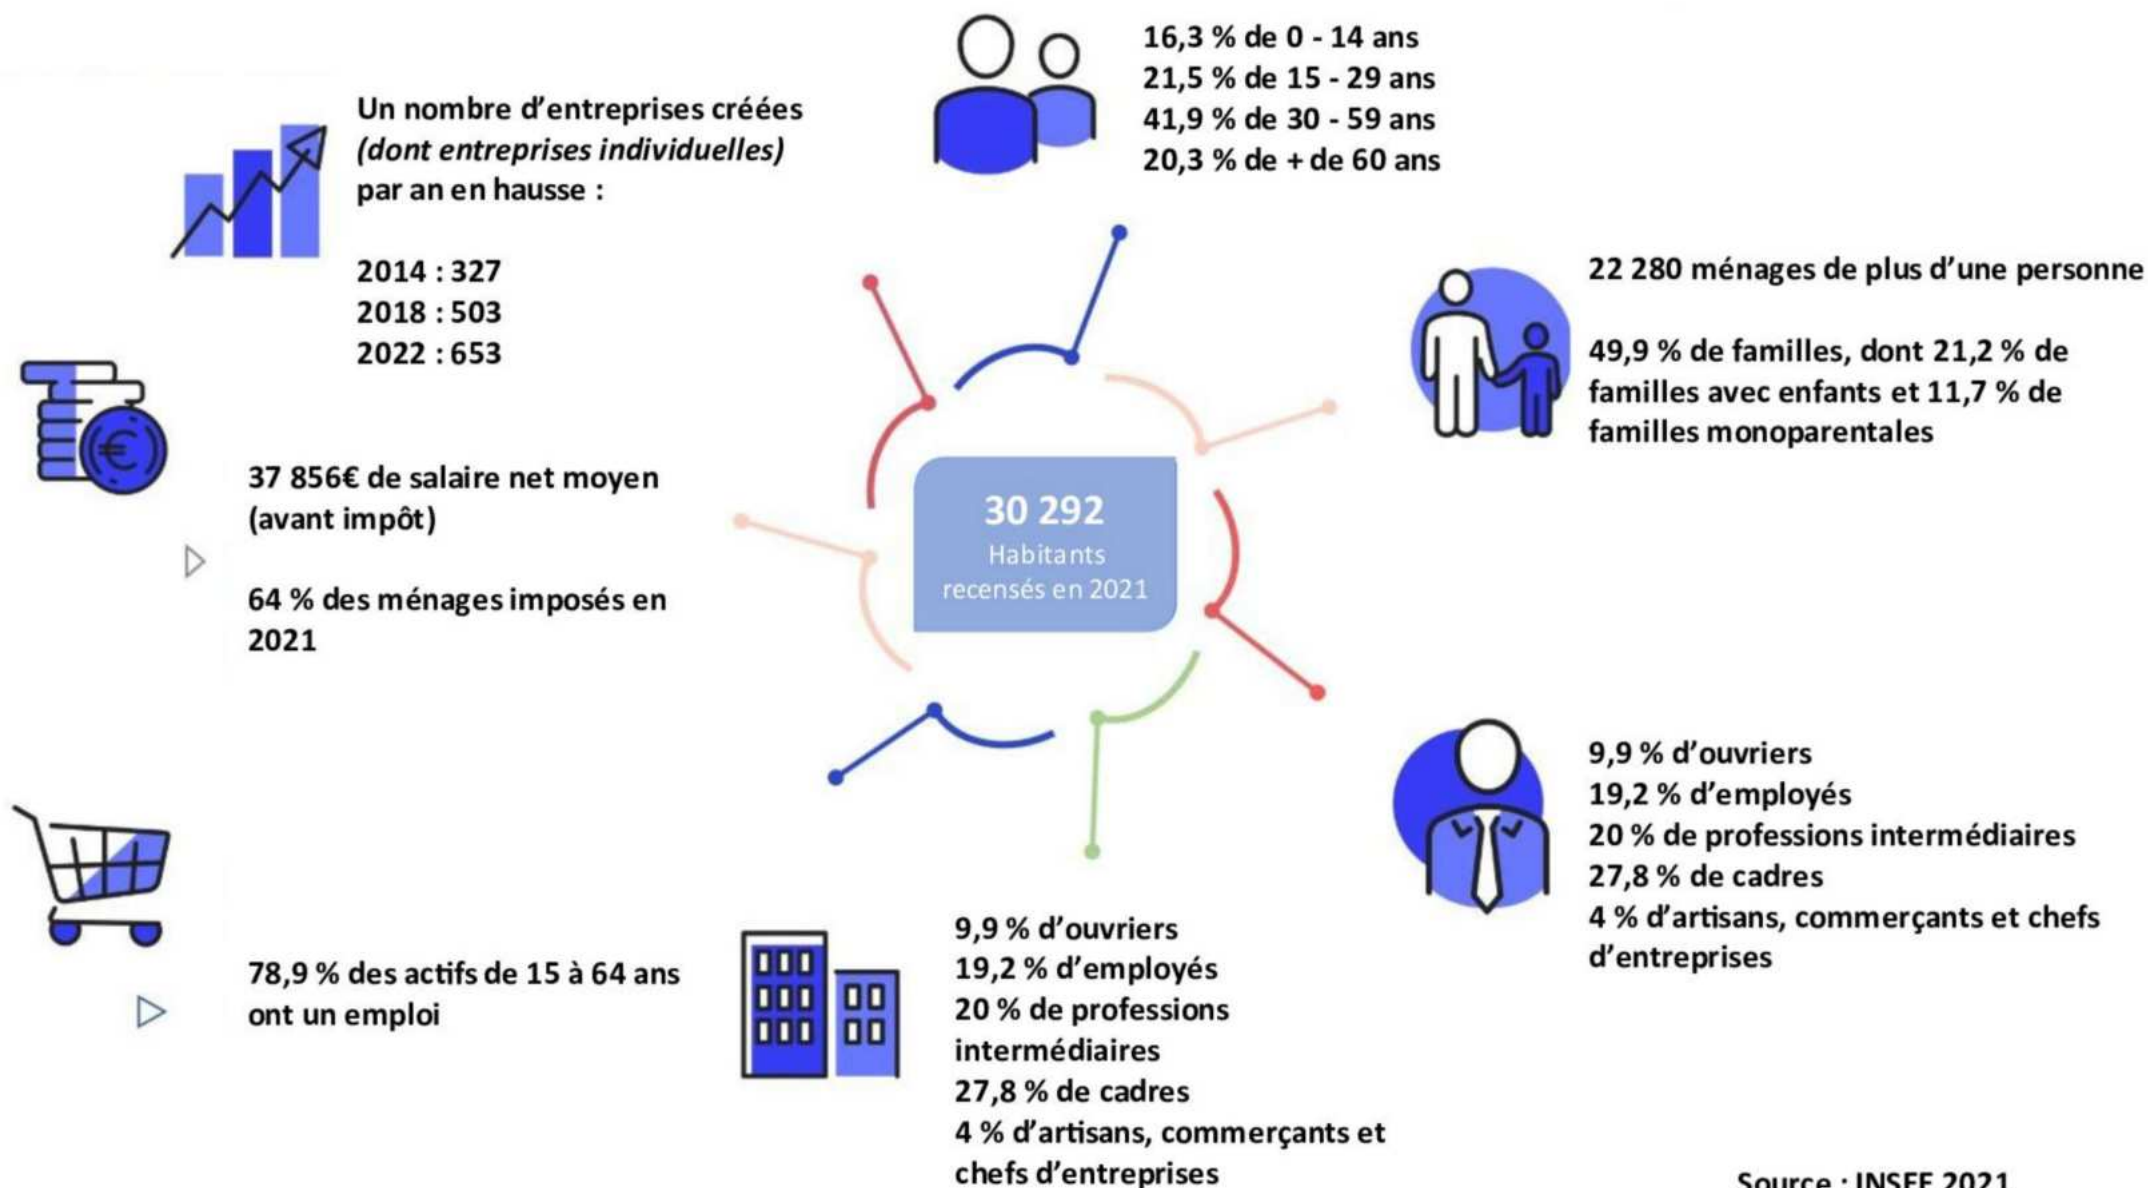 16,3 % de 0 - 14 ans
21,5 % de 15 - 29 ans
41,9 % de 30 - 59 ans
20,3 % de + de 60 ans
Un nombre d’entreprises créées
(dont entreprises individuelles)
par an en hausse :
2014 : 327
2018 : 503
2022 : 653
22 280 ménages de plus d’une personne
49,9 % de familles, dont 21,2 % de
familles avec enfants et 11,7 % de
familles monoparentales
37 856€ de salaire net moyen
(avant impôt)
64 % des ménages imposés en
2021
30 292
Habitants
recensés en 2021
9,9 % d’ouvriers
19,2 % d’employés
20 % de professions intermédiaires
27,8 % de cadres
4 % d’artisans, commerçants et chefs
d’entreprises
78,9 % des actifs de 15 à 64 ans
ont un emploi
9,9 % d’ouvriers
19,2 % d’employés
20 % de professions
intermédiaires
27,8 % de cadres
4 % d’artisans, commerçants et
chefs d’entreprises
Source : INSEE 2021